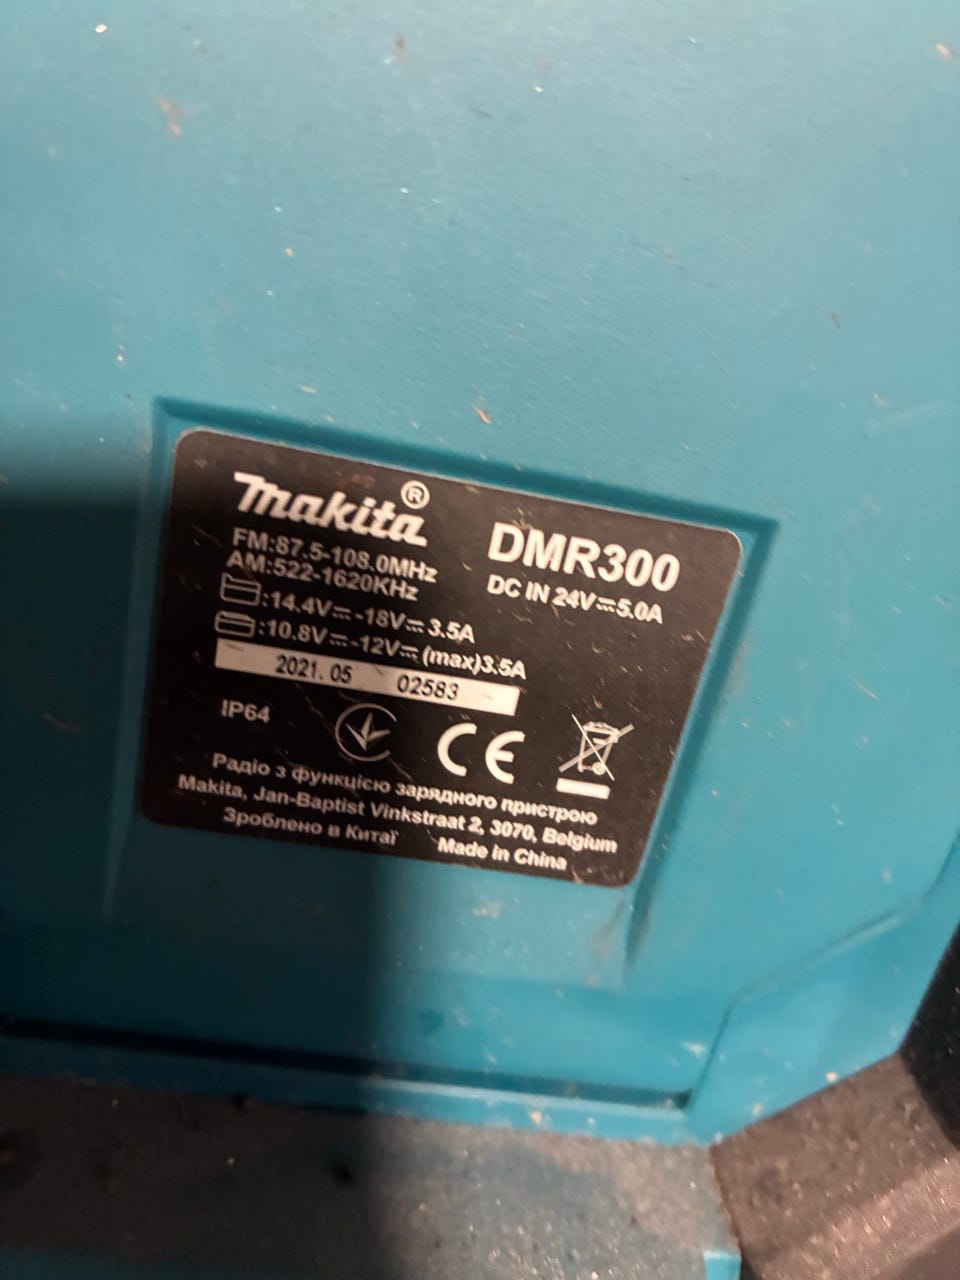 makita®
DMR300
FM:87.5-108.0MHz
AM:522-1620KHz
DC IN 24V⎓5.0A
:14.4V⎓-18V⎓3.5A
:10.8V⎓-12V⎓(max)3.5A
2021.05 02583
IP64
CE
Радіо з функцією зарядного пристрою
Makita, Jan-Baptist Vinkstraat 2, 3070, Belgium
Зроблено в Китаї Made in China